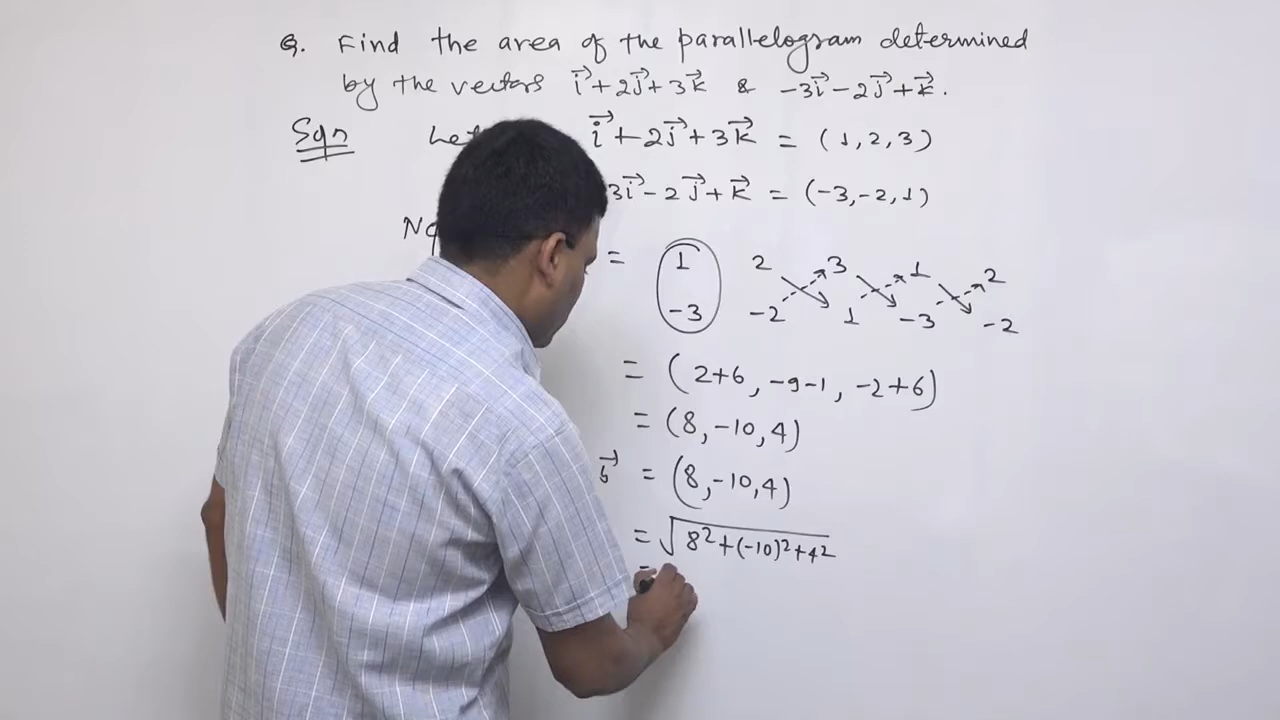 Q. Find the area of the parallelogram determined
by the vectors i⃗+2j⃗+3k⃗ & -3i⃗-2j⃗+k⃗.
Sqn Let i⃗+2j⃗+3k⃗ = (1,2,3)
3i⃗-2j⃗+k⃗ = (-3,-2,1)
= 1 2 3 1 2
-3 -2 1 -3 -2
= (2+6, -9-1, -2+6)
= (8,-10,4)
b⃗ = (8,-10,4)
= √8²+(-10)²+4²
=